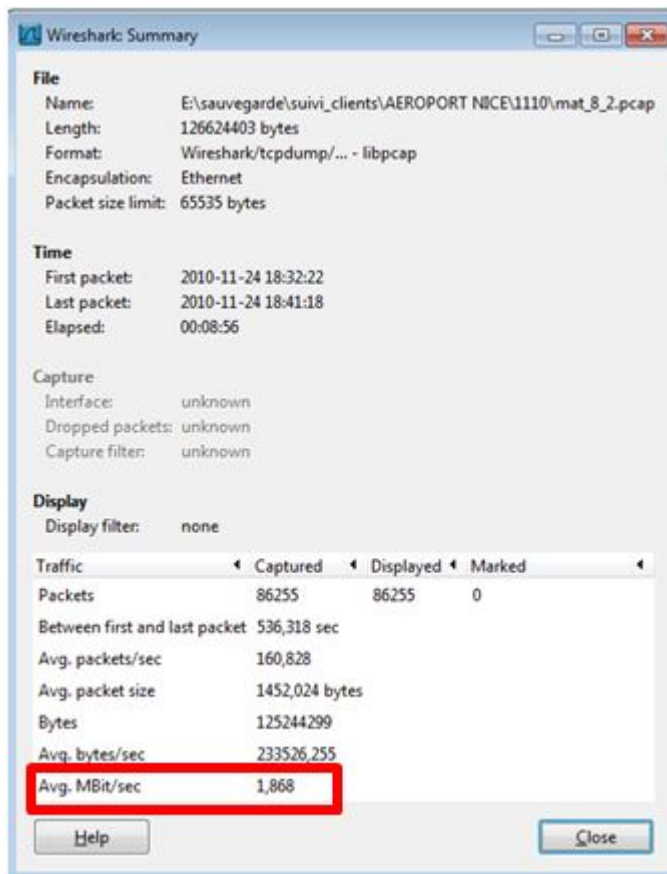 Wireshark: Summary
File
Name: E:\sauvegarde\suivi_clients\AEROPORT NICE\1110\mat_8_2.pcap
Length: 126624403 bytes
Format: Wireshark/tcpdump/... - libpcap
Encapsulation: Ethernet
Packet size limit: 65535 bytes
Time
First packet: 2010-11-24 18:32:22
Last packet: 2010-11-24 18:41:18
Elapsed: 00:08:56
Capture
Interface: unknown
Dropped packets: unknown
Capture filter: unknown
Display
Display filter: none
Traffic Captured Displayed Marked
Packets 86255 86255 0
Between first and last packet 536,318 sec
Avg. packets/sec 160,828
Avg. packet size 1452,024 bytes
Bytes 125244299
Avg. bytes/sec 233526,255
Avg. MBit/sec 1,868
Help Close